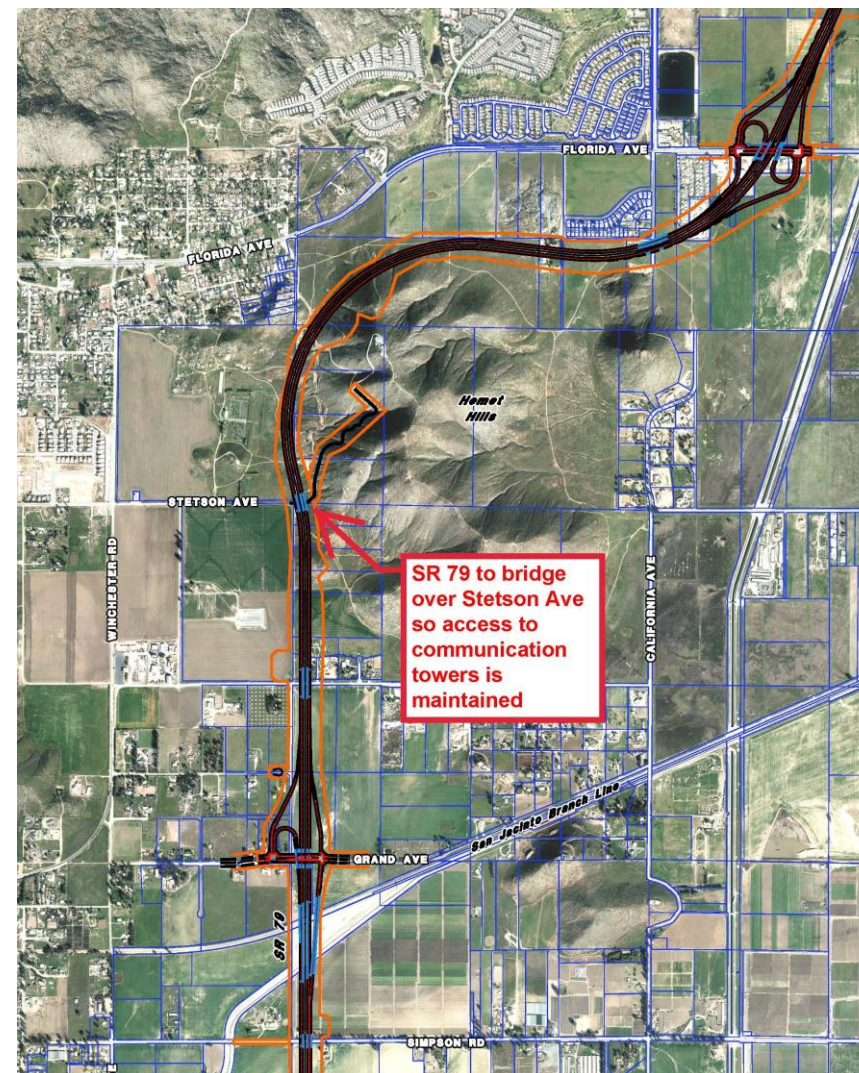 FLORIDA AVE
FLORIDA AVE
Hemet
Hills
STETSON AVE
WINCHESTER RD
SR 79 to bridge
over Stetson Ave
so access to
communication
towers is
maintained
CALIFORNIA AVE
San Jacinto Branch Line
GRAND AVE
SR 79
SIMPSON RD
E